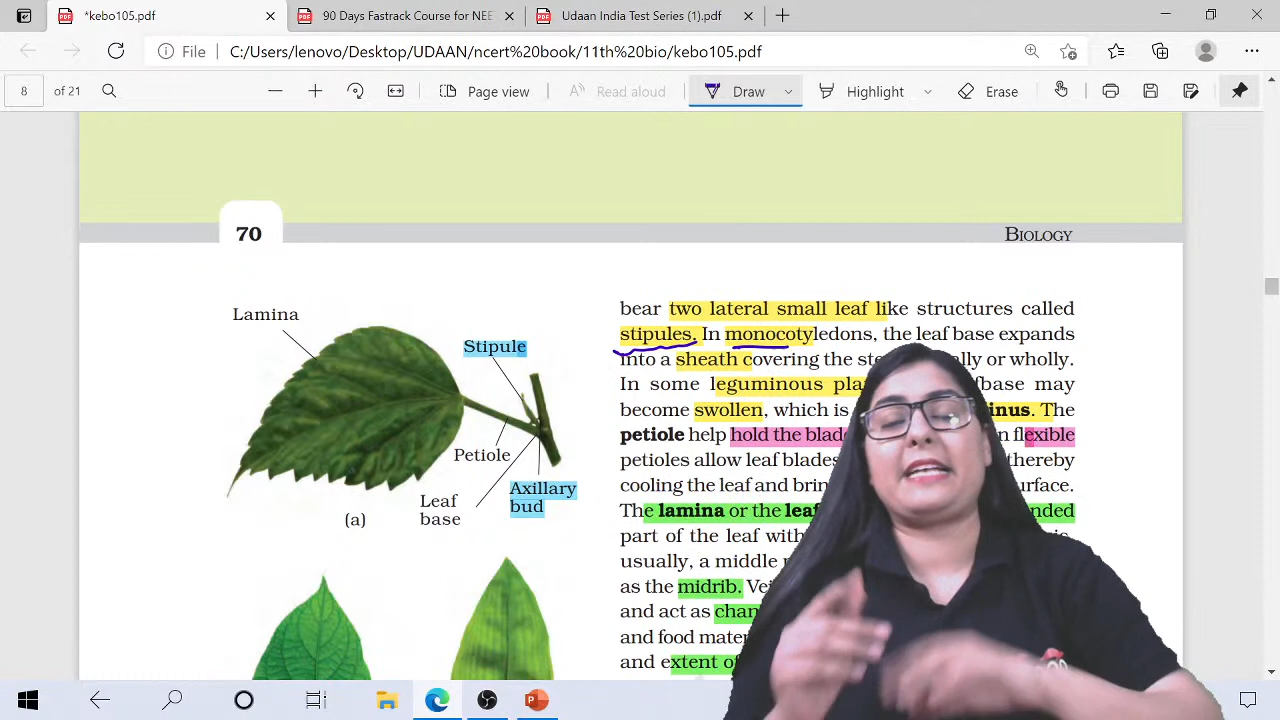 *kebo105.pdf
90 Days Fastrack Course for NEE
Udaan India Test Series (1).pdf
File
C:/Users/lenovo/Desktop/UDAAN/ncert%20book/11th%20bio/kebo105.pdf
8 of 21
Page view
Read aloud
Draw
Highlight
Erase
70
BIOLOGY
Lamina
Stipule
Petiole
Leaf base
Axillary bud
(a)
bear two lateral small leaf like structures called
stipules. In monocotyledons, the leaf base expands
into a sheath covering the ste ally or wholly.
In some leguminous pla fbase may
become swollen, which is inus. The
petiole help hold the blad n flexible
petioles allow leaf blades thereby
cooling the leaf and brin urface.
The lamina or the leaf nded
part of the leaf with
usually, a middle
as the midrib. Vei
and act as chan
and food mater
and extent of